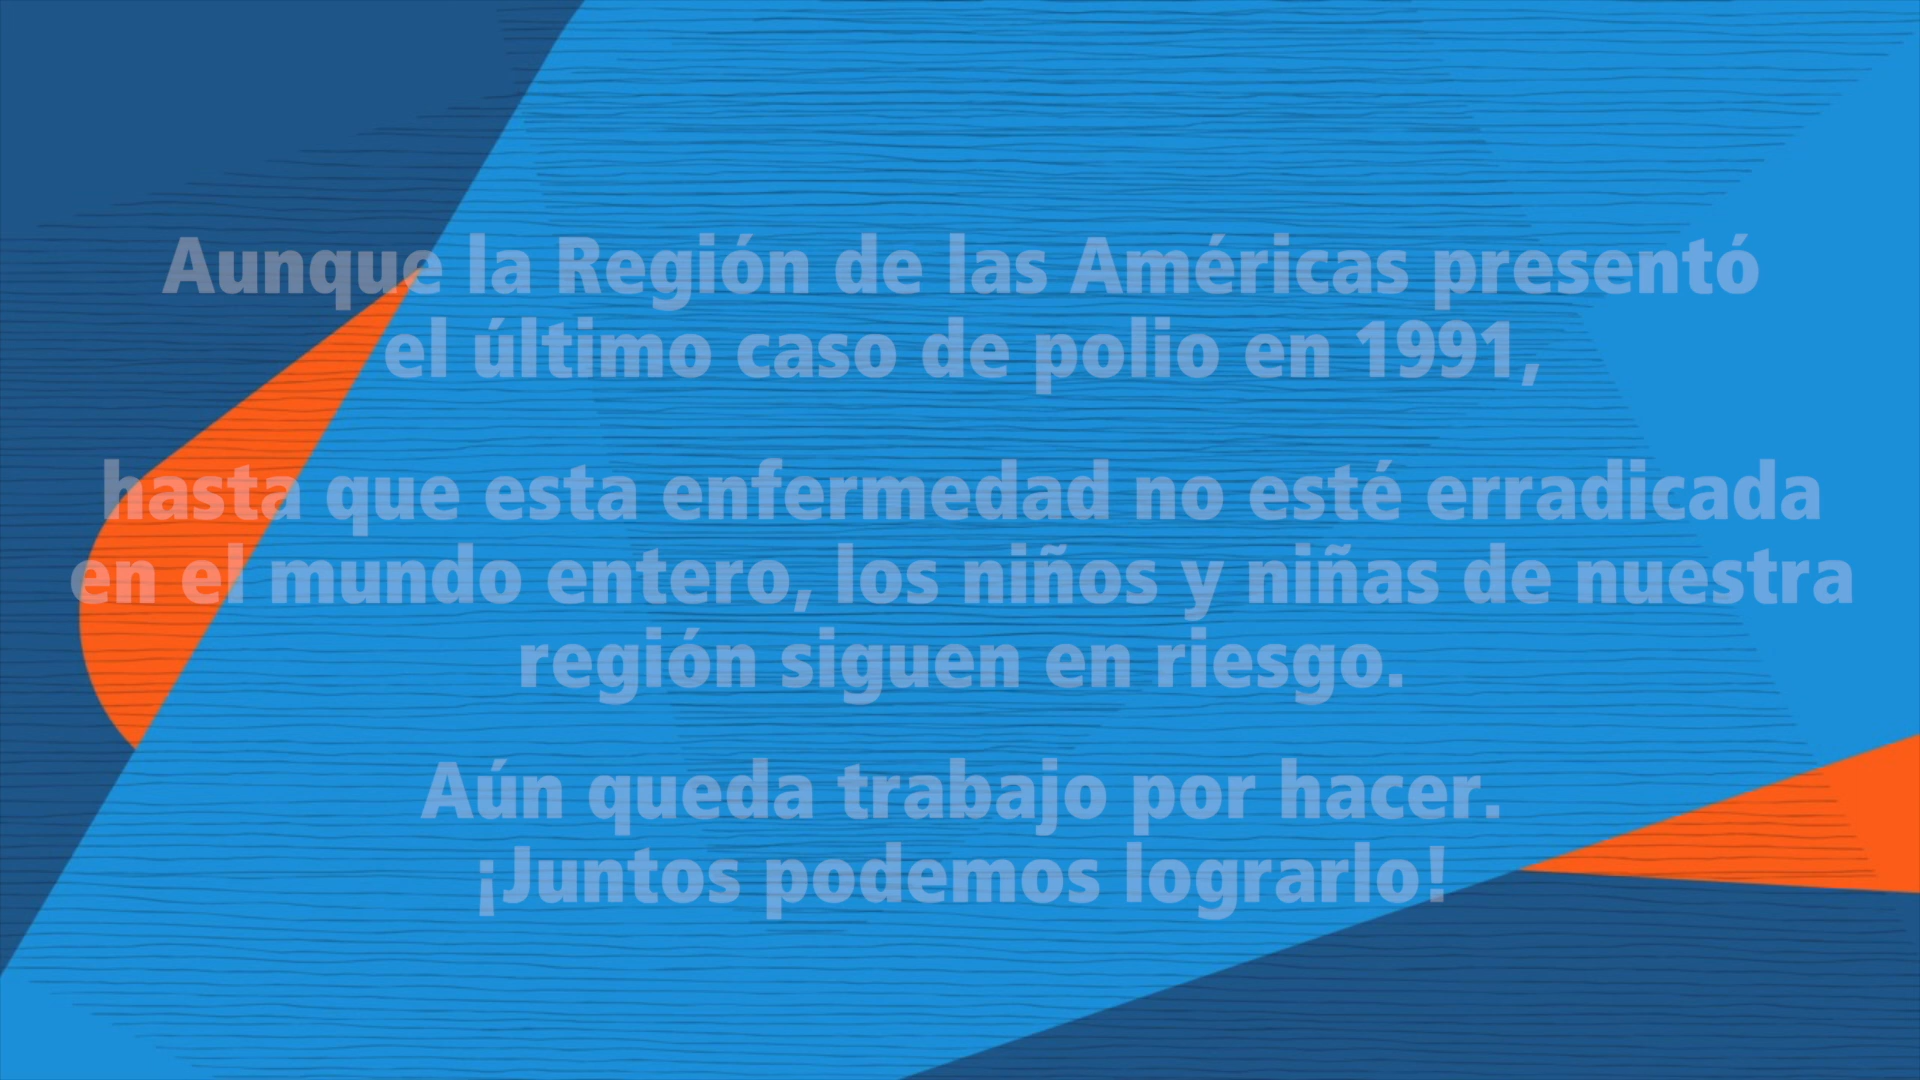 Aunque la Región de las Américas presentó
el último caso de polio en 1991,
hasta que esta enfermedad no esté erradicada
en el mundo entero, los niños y niñas de nuestra
región siguen en riesgo.
Aún queda trabajo por hacer.
¡Juntos podemos lograrlo!